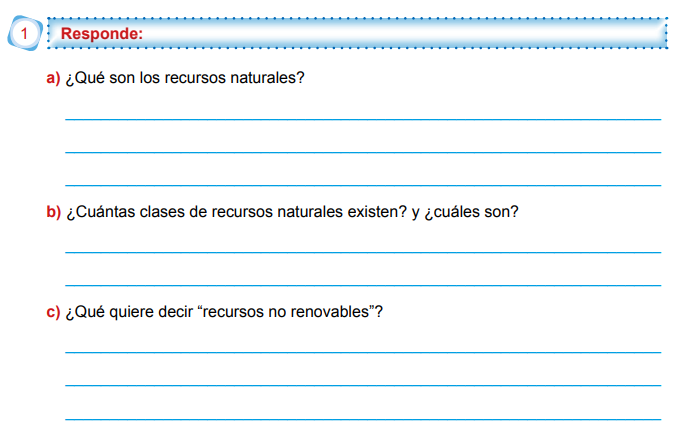 1 Responde:
a) ¿Qué son los recursos naturales?
b) ¿Cuántas clases de recursos naturales existen? y ¿cuáles son?
c) ¿Qué quiere decir “recursos no renovables”?